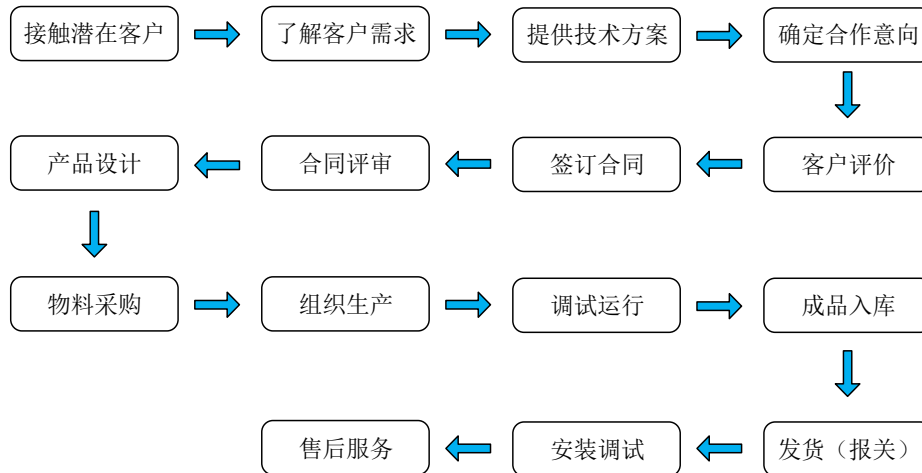 接触潜在客户
了解客户需求
提供技术方案
确定合作意向
客户评价
签订合同
合同评审
产品设计
物料采购
组织生产
调试运行
成品入库
发货（报关）
安装调试
售后服务